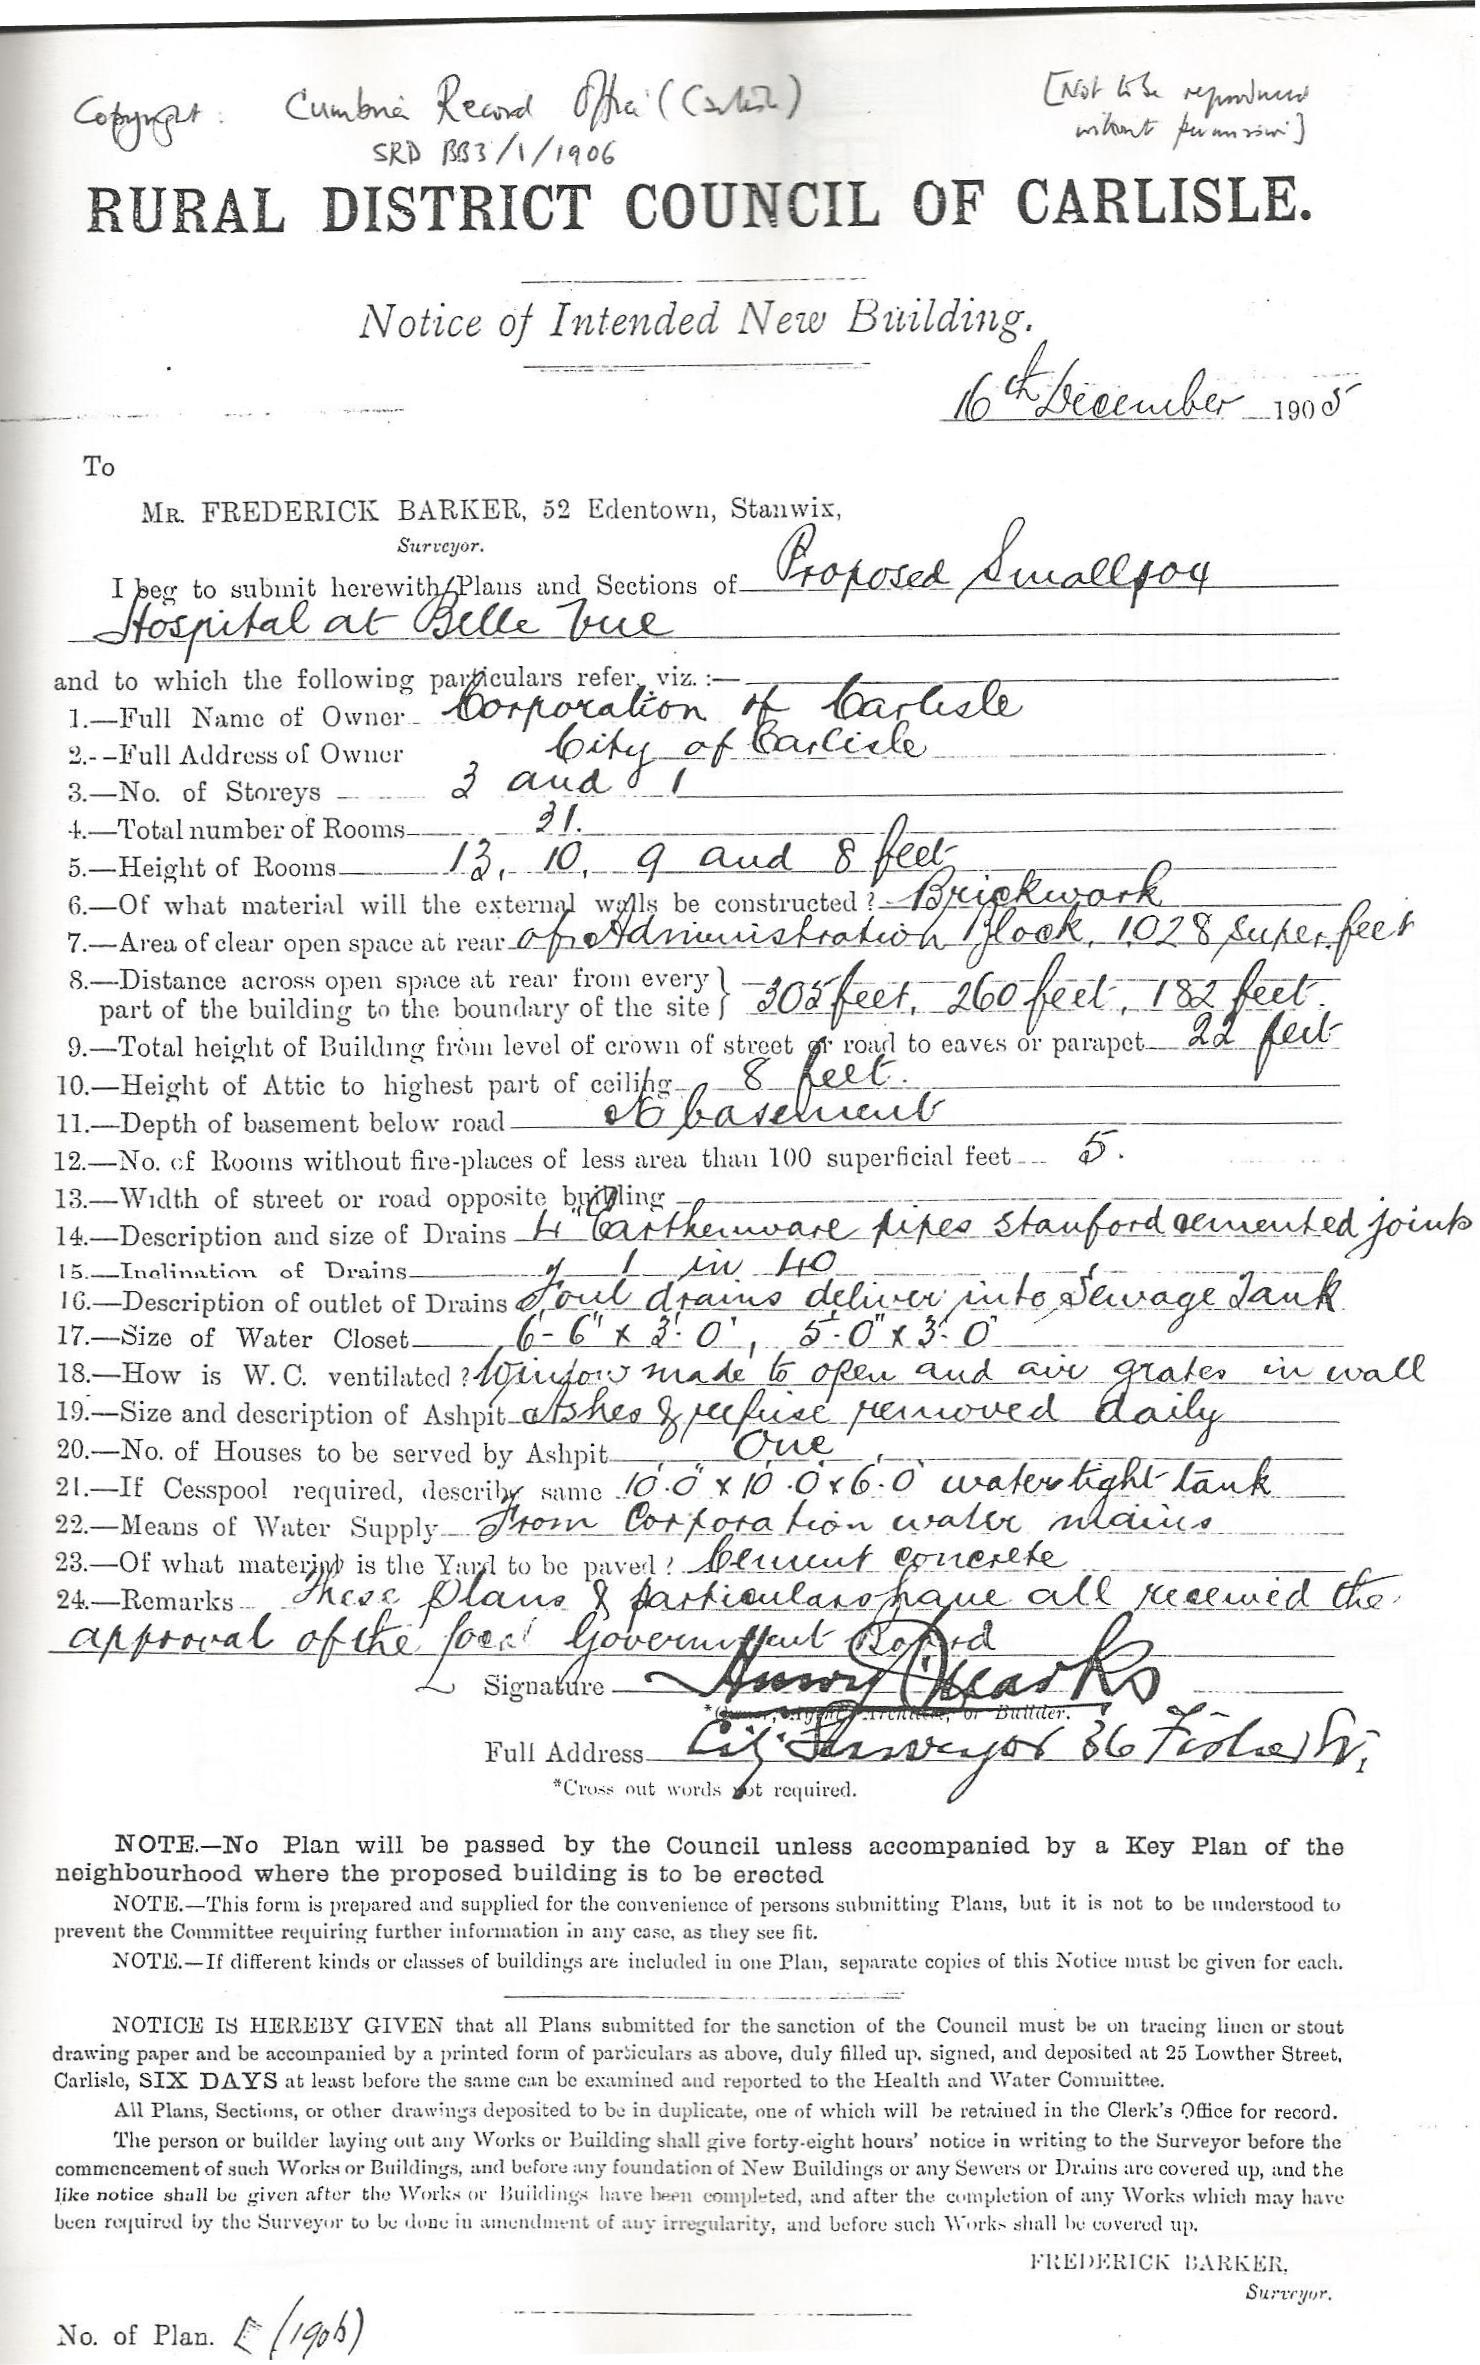 Copyright: Cumbria Record Office (Carlisle)
[Not to be reproduced
without permission]
SRD BB3/1/1906
RURAL DISTRICT COUNCIL OF CARLISLE.
Notice of Intended New Building.
16th December 1905
To
MR. FREDERICK BARKER, 52 Edentown, Stanwix,
Surveyor.
I beg to submit herewith Plans and Sections of Proposed Smallpox
Hospital at Belle Vue
and to which the following particulars refer, viz. :—
1.—Full Name of Owner Corporation of Carlisle
2.--Full Address of Owner City of Carlisle
3.—No. of Storeys and 1
4.—Total number of Rooms
5.—Height of Rooms 13, 10, 9 and 8 feet
6.—Of what material will the external walls be constructed? Brickwork
7.—Area of clear open space at rear of Administration Block, 1028 super. feet
8.—Distance across open space at rear from every
part of the building to the boundary of the site } 305 feet, 260 feet, 182 feet.
9.—Total height of Building from level of crown of street or road to eaves or parapet 22 feet
10.—Height of Attic to highest part of ceiling 8 feet.
11.—Depth of basement below road No basement
12.—No. of Rooms without fire-places of less area than 100 superficial feet 5.
13.—Width of street or road opposite building
14.—Description and size of Drains 4" Earthenware pipes Stanford cemented joints
15.—Inclination of Drains 1 in 40
16.—Description of outlet of Drains Foul drains deliver into Sewage Tank
17.—Size of Water Closet 6'-6" x 3'-0", 5'-0" x 3'-0"
18.—How is W.C. ventilated? Window made to open and air grates in wall
19.—Size and description of Ashpit Ashes & refuse removed daily
20.—No. of Houses to be served by Ashpit One
21.—If Cesspool required, describe same 10'.0" x 10'.0" x 6'.0" watertight tank
22.—Means of Water Supply From Corporation water mains
23.—Of what material is the Yard to be paved? Cement concrete
24.—Remarks These plans & particulars have all received the
approval of the Local Government Board
Signature Henry Marks
*Owner, Agent, Architect, or Builder.
Full Address City Surveyor 36 Fisher St.
*Cross out words not required.
NOTE.—No Plan will be passed by the Council unless accompanied by a Key Plan of the
neighbourhood where the proposed building is to be erected
NOTE.—This form is prepared and supplied for the convenience of persons submitting Plans, but it is not to be understood to
prevent the Committee requiring further information in any case, as they see fit.
NOTE.—If different kinds or classes of buildings are included in one Plan, separate copies of this Notice must be given for each.
NOTICE IS HEREBY GIVEN that all Plans submitted for the sanction of the Council must be on tracing linen or stout
drawing paper and be accompanied by a printed form of particulars as above, duly filled up, signed, and deposited at 25 Lowther Street,
Carlisle, SIX DAYS at least before the same can be examined and reported to the Health and Water Committee.
All Plans, Sections, or other drawings deposited to be in duplicate, one of which will be retained in the Clerk's Office for record.
The person or builder laying out any Works or Building shall give forty-eight hours' notice in writing to the Surveyor before the
commencement of such Works or Buildings, and before any foundation of New Buildings or any Sewers or Drains are covered up, and the
like notice shall be given after the Works or Buildings have been completed, and after the completion of any Works which may have
been required by the Surveyor to be done in amendment of any irregularity, and before such Works shall be covered up.
FREDERICK BARKER,
Surveyor.
No. of Plan. E (1906)